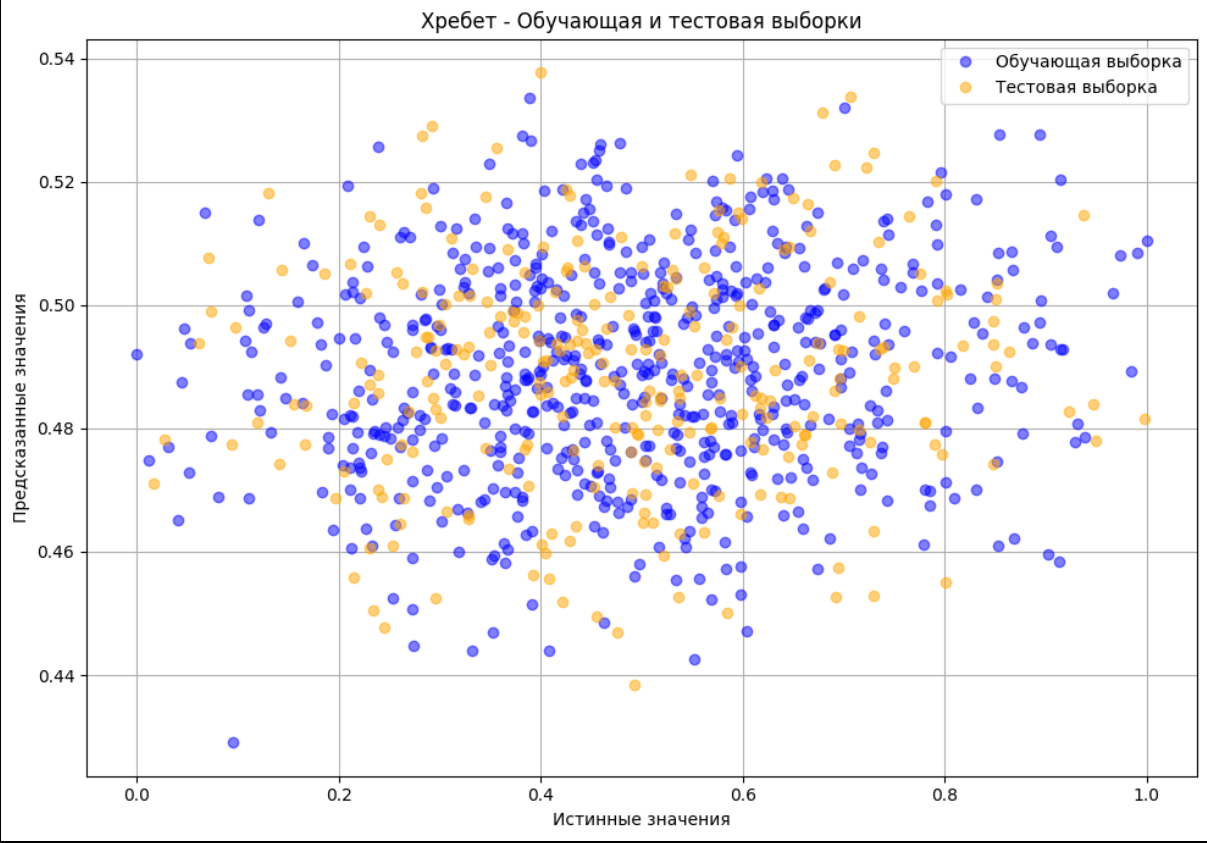 Хребет - Обучающая и тестовая выборки
Обучающая выборка
Тестовая выборка
Предсказанные значения
0.54
0.52
0.50
0.48
0.46
0.44
0.0 0.2 0.4 0.6 0.8 1.0
Истинные значения